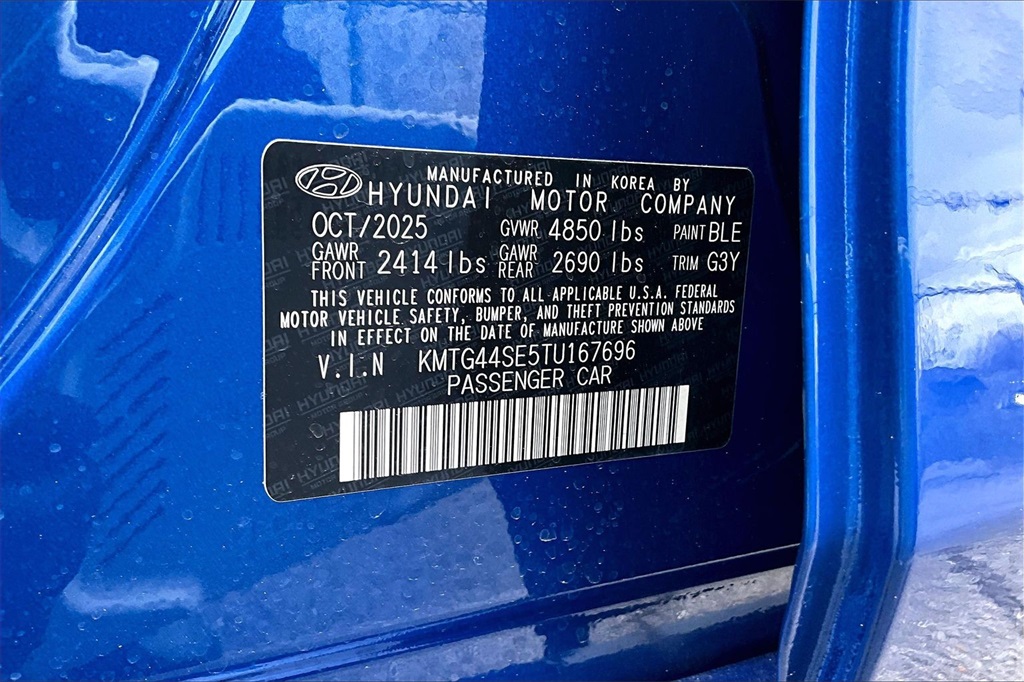 MANUFACTURED IN KOREA BY
HYUNDAI MOTOR COMPANY
OCT/2025 GVWR 4850 lbs PAINT BLE
GAWR FRONT 2414 lbs GAWR REAR 2690 lbs TRIM G3Y
THIS VEHICLE CONFORMS TO ALL APPLICABLE U.S.A. FEDERAL
MOTOR VEHICLE SAFETY, BUMPER, AND THEFT PREVENTION STANDARDS
IN EFFECT ON THE DATE OF MANUFACTURE SHOWN ABOVE
V.I.N KMTG44SE5TU167696
PASSENGER CAR